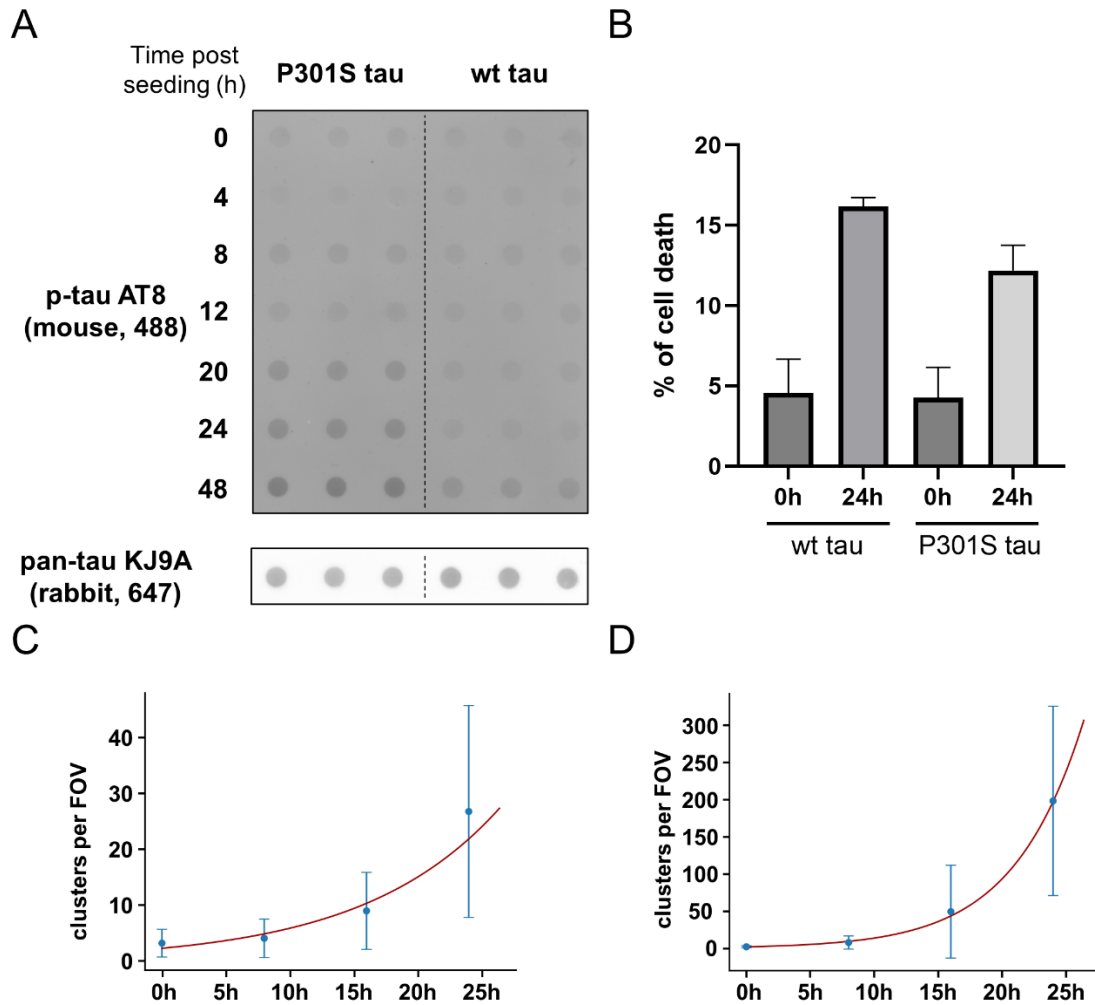 A
Time post
seeding (h)
P301S tau
wt tau
0
4
8
12
20
24
48
p-tau AT8
(mouse, 488)
pan-tau KJ9A
(rabbit, 647)
B
% of cell death
20
15
10
5
0
0h
24h
0h
24h
wt tau
P301S tau
C
clusters per FOV
40
30
20
10
0
0h
5h
10h
15h
20h
25h
D
clusters per FOV
300
250
200
150
100
50
0
0h
5h
10h
15h
20h
25h